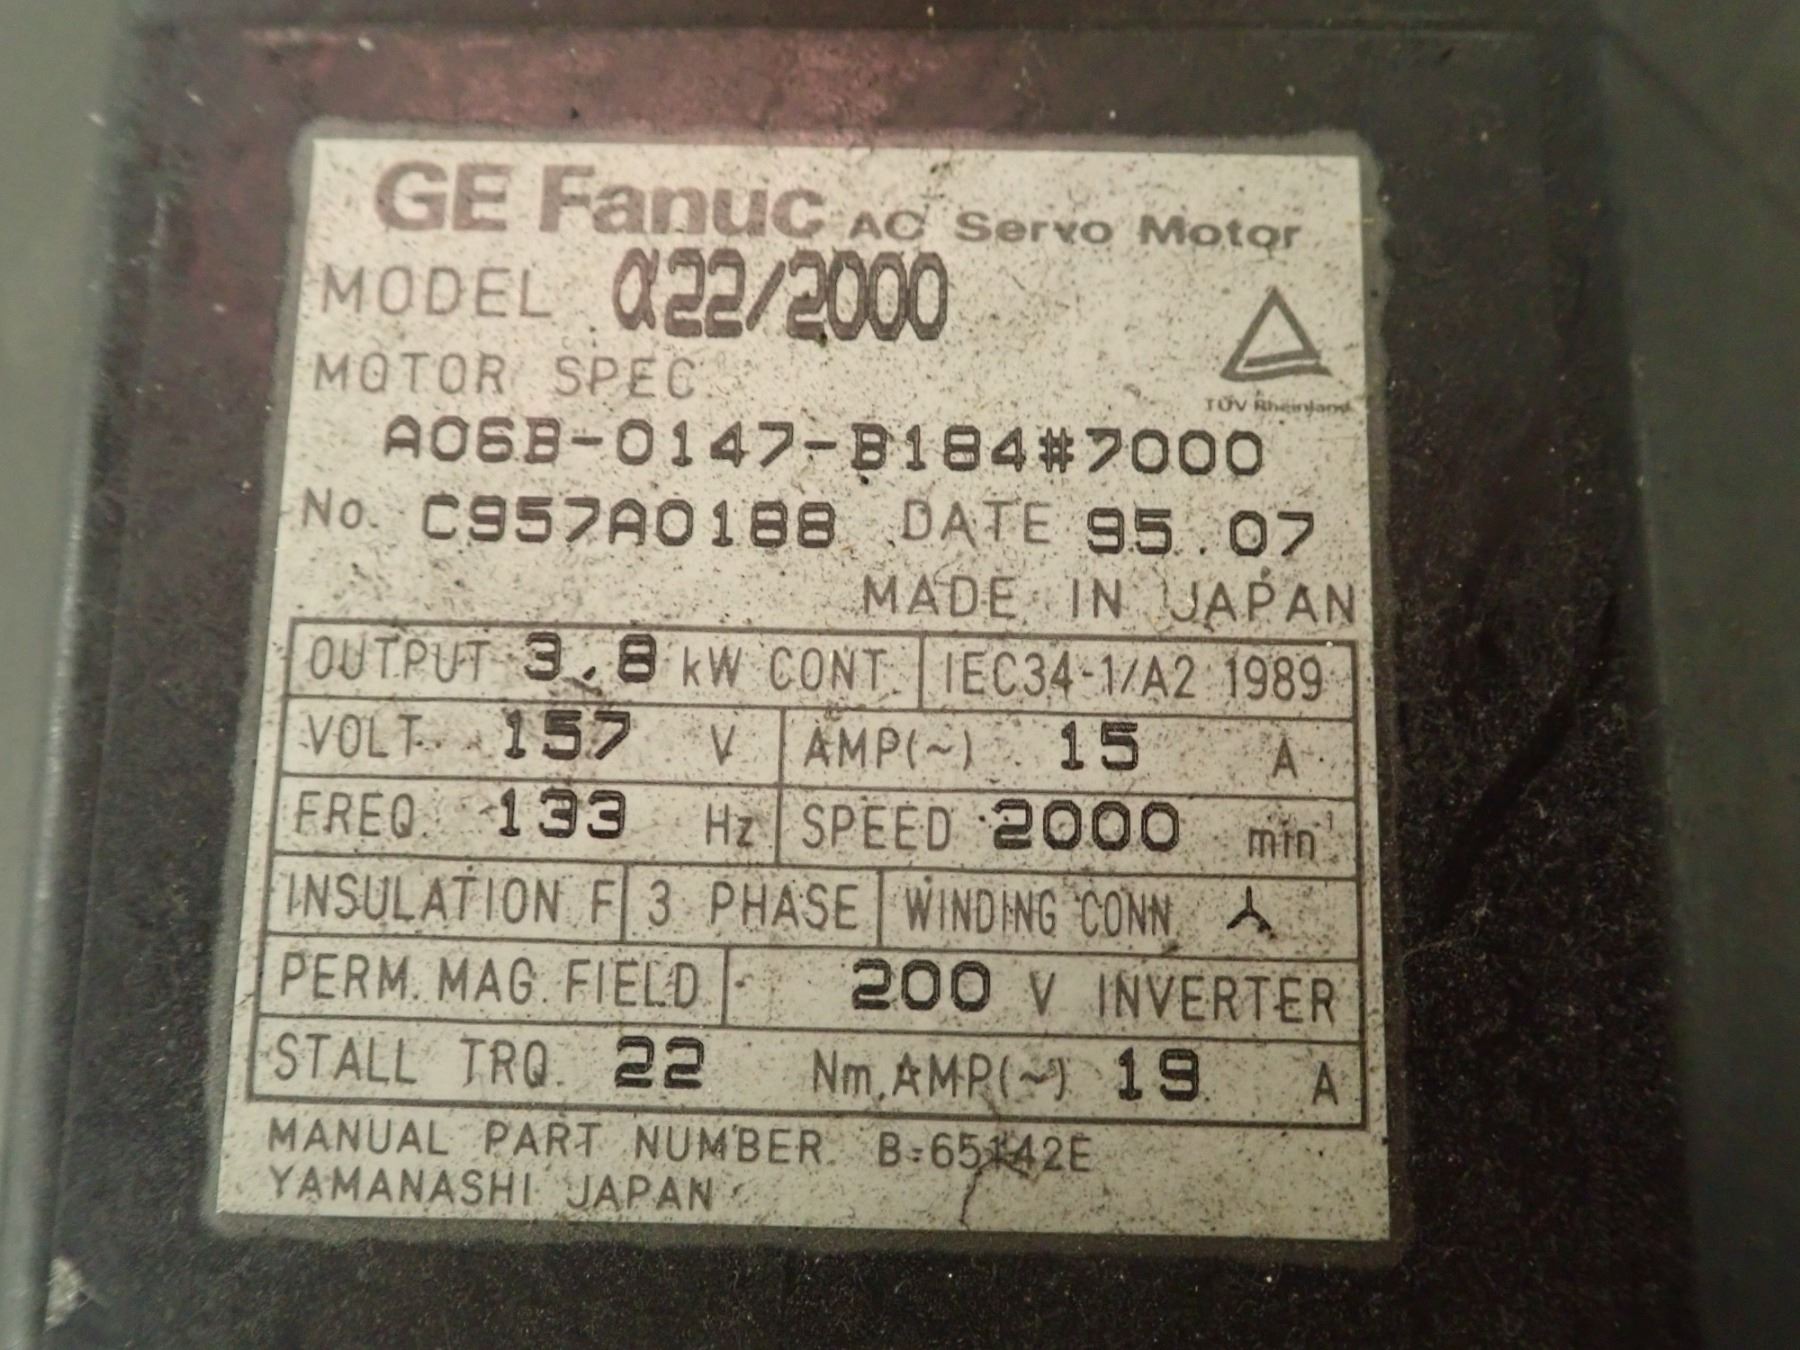 GE Fanuc AC Servo Motor
MODEL α22/2000
MOTOR SPEC
TÜV Rheinland
A06B-0147-B184#7000
No. C957A0188 DATE 95.07
MADE IN JAPAN
OUTPUT 3.8 kW CONT. IEC34-1/A2 1989
VOLT. 157 V AMP(~) 15 A
FREQ. 133 Hz SPEED 2000 min⁻¹
INSULATION F 3 PHASE WINDING CONN.
PERM. MAG. FIELD 200 V INVERTER
STALL TRQ. 22 Nm. AMP(~) 19 A
MANUAL PART NUMBER. B-65142E
YAMANASHI JAPAN